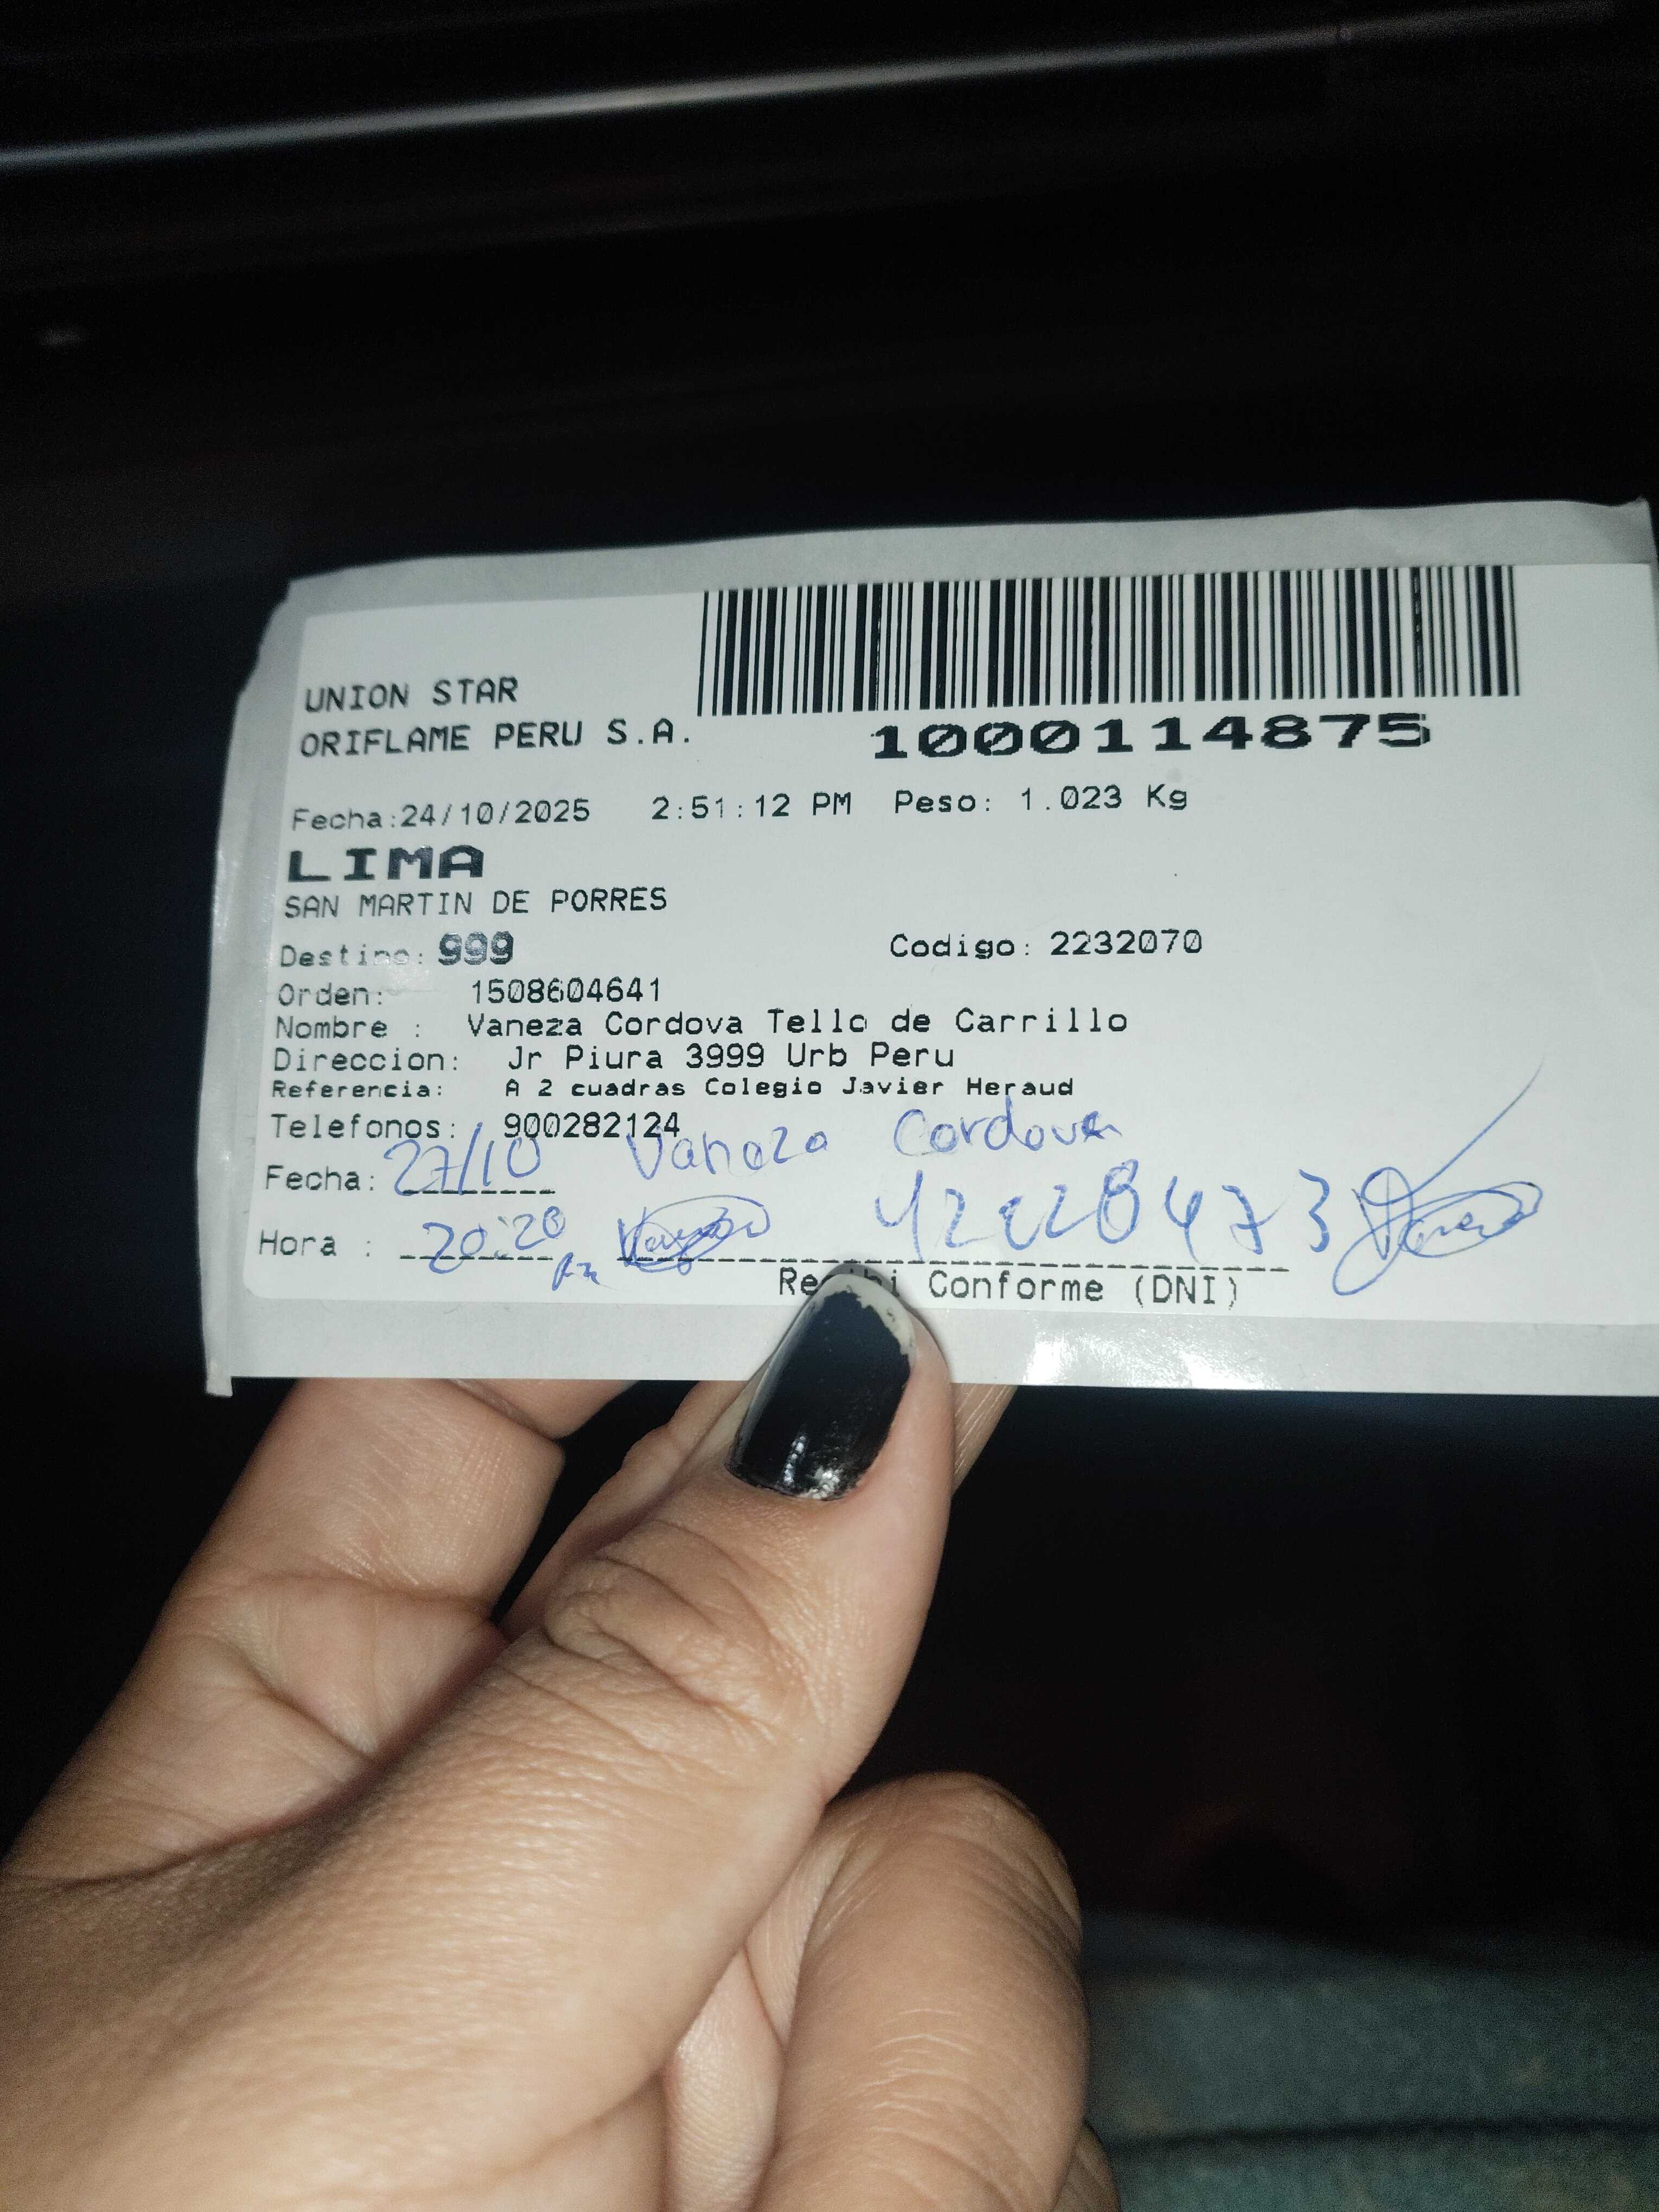 UNION STAR
ORIFLAME PERU S.A.
1000114875
Fecha:24/10/2025 2:51:12 PM Peso: 1.023 Kg
LIMA
SAN MARTIN DE PORRES
Destino: 999 Codigo: 2232070
Orden: 1508604641
Nombre : Vaneza Cordova Tello de Carrillo
Direccion: Jr Piura 3999 Urb Peru
Referencia: A 2 cuadras Colegio Javier Heraud
Telefonos: 900282124
Vaneza Cordova
Fecha: 27/10
Hora : 20:20
Recibi Conforme (DNI)